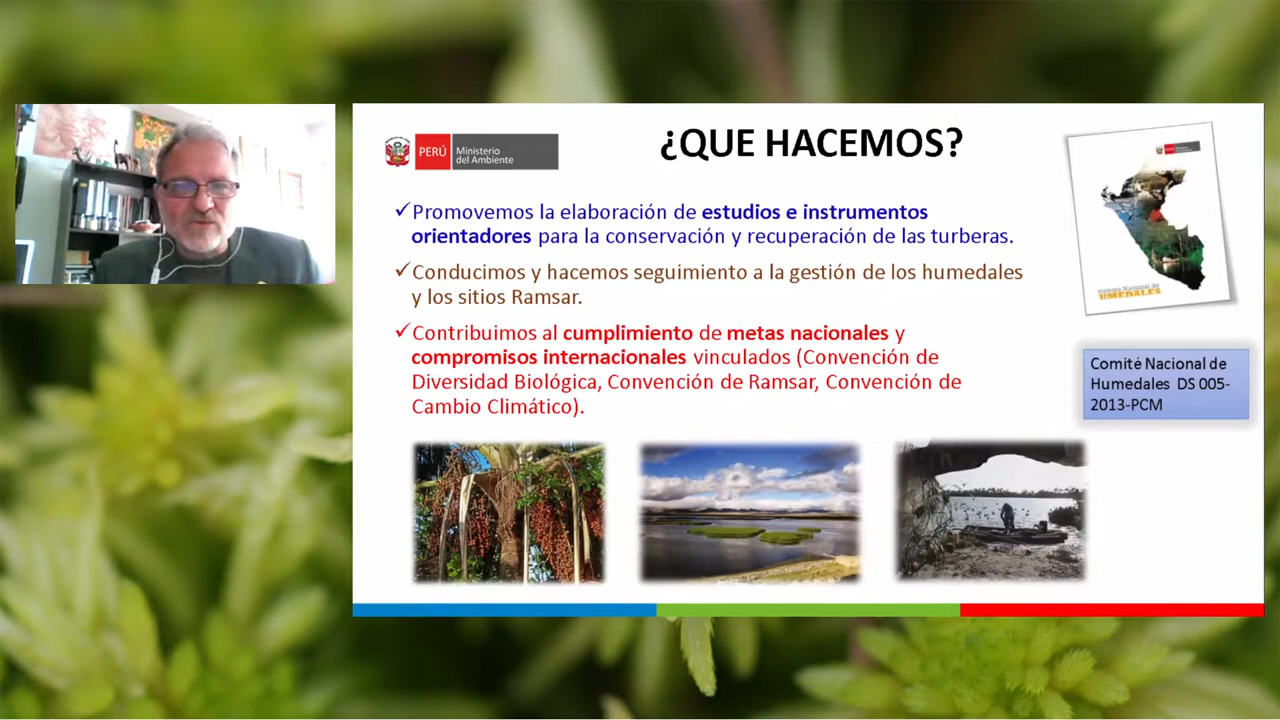 PERÚ
Ministerio
del Ambiente
¿QUE HACEMOS?
✓Promovemos la elaboración de estudios e instrumentos
orientadores para la conservación y recuperación de las turberas.
✓Conducimos y hacemos seguimiento a la gestión de los humedales
y los sitios Ramsar.
✓Contribuimos al cumplimiento de metas nacionales y
compromisos internacionales vinculados (Convención de
Diversidad Biológica, Convención de Ramsar, Convención de
Cambio Climático).
PERÚ
Nacional de
HUMEDALES
Comité Nacional de
Humedales DS 005-
2013-PCM